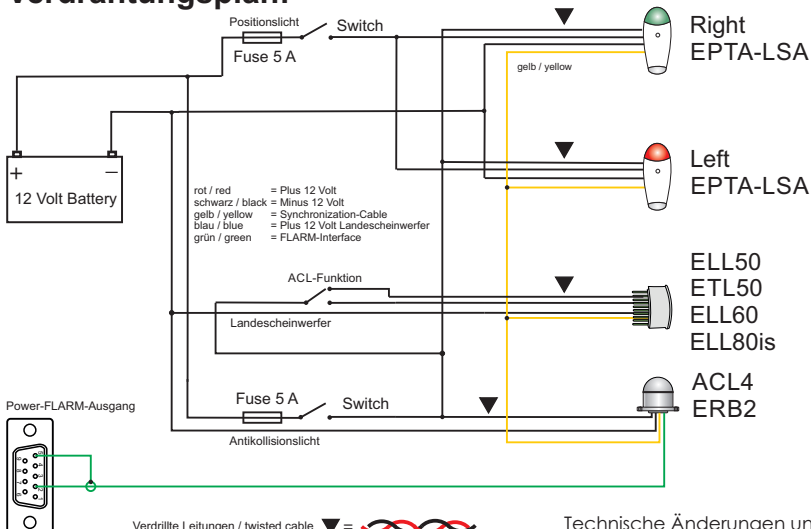 Verdrahtungsplan:
Positionslicht
Switch
Fuse 5 A
Right
EPTA-LSA
gelb / yellow
+
–
12 Volt Battery
Left
EPTA-LSA
rot / red = Plus 12 Volt
schwarz / black = Minus 12 Volt
gelb / yellow = Synchronization-Cable
blau / blue = Plus 12 Volt Landescheinwerfer
grün / green = FLARM-Interface
ACL-Funktion
Landescheinwerfer
ELL50
ETL50
ELL60
ELL80is
ACL4
ERB2
Power-FLARM-Ausgang
Fuse 5 A
Switch
Antikollisionslicht
Verdrillte Leitungen / twisted cable =
Technische Änderungen un